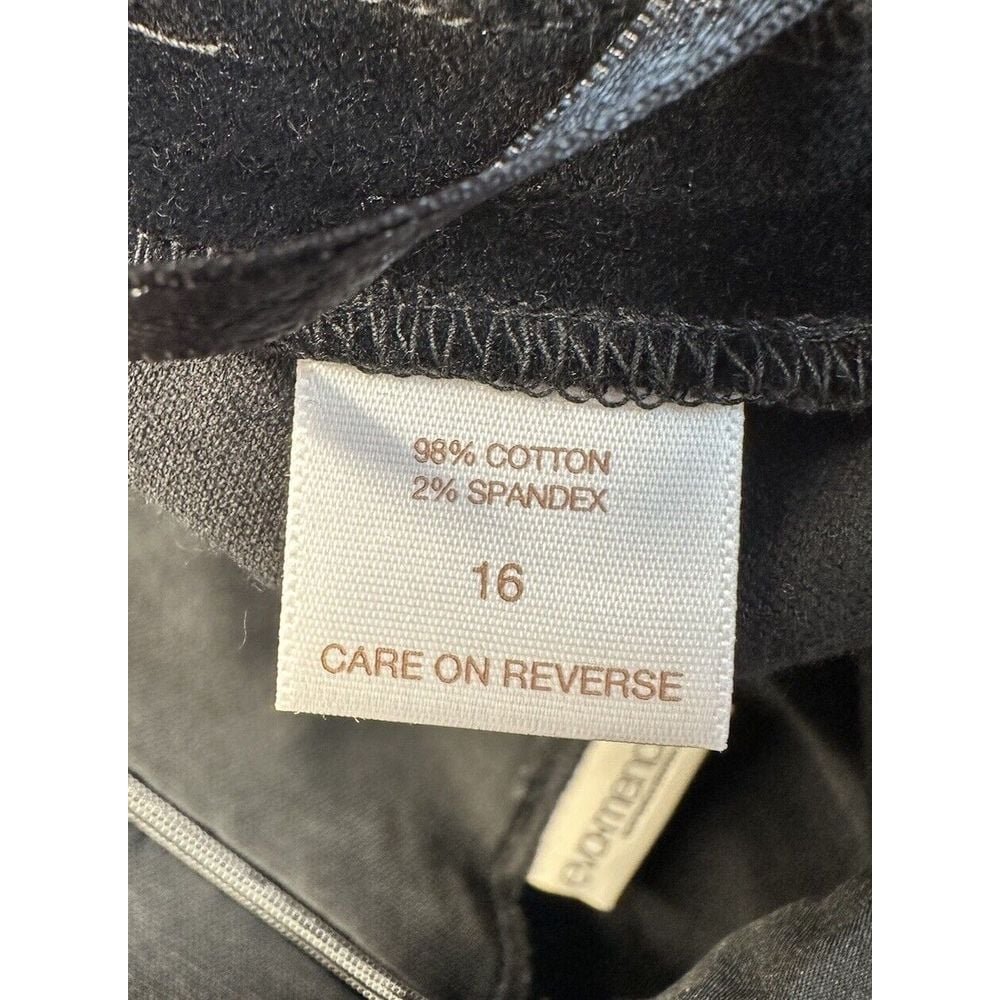 98% COTTON
2% SPANDEX
16
CARE ON REVERSE